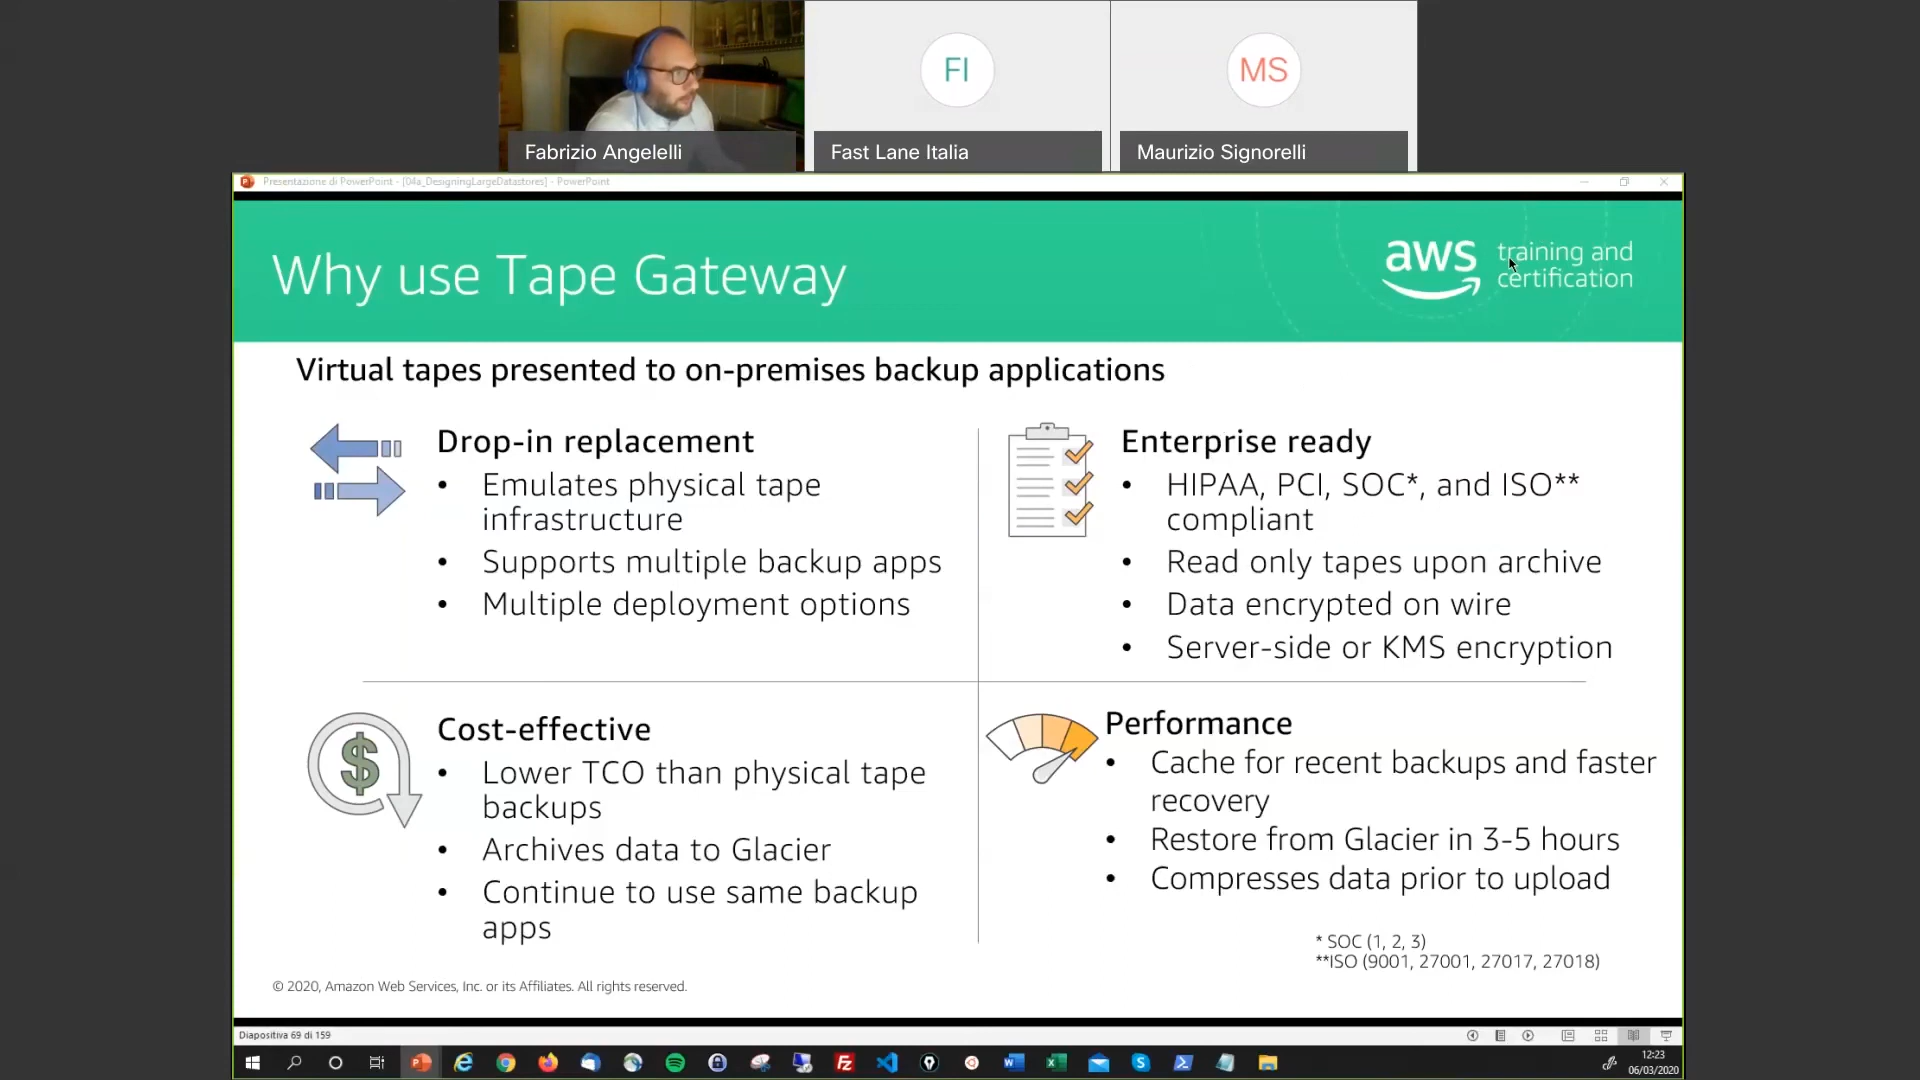 FI
MS
Fabrizio Angelelli
Fast Lane Italia
Maurizio Signorelli
Presentazione di PowerPoint - [04a_DesigningLargeDatastores] - PowerPoint
Why use Tape Gateway
aws
training and
certification
Virtual tapes presented to on-premises backup applications
Drop-in replacement
• Emulates physical tape
infrastructure
• Supports multiple backup apps
• Multiple deployment options
Enterprise ready
• HIPAA, PCI, SOC*, and ISO**
compliant
• Read only tapes upon archive
• Data encrypted on wire
• Server-side or KMS encryption
Cost-effective
• Lower TCO than physical tape
backups
• Archives data to Glacier
• Continue to use same backup
apps
Performance
• Cache for recent backups and faster
recovery
• Restore from Glacier in 3-5 hours
• Compresses data prior to upload
* SOC (1, 2, 3)
**ISO (9001, 27001, 27017, 27018)
© 2020, Amazon Web Services, Inc. or its Affiliates. All rights reserved.
Diapositiva 69 di 159
12:23
06/03/2020